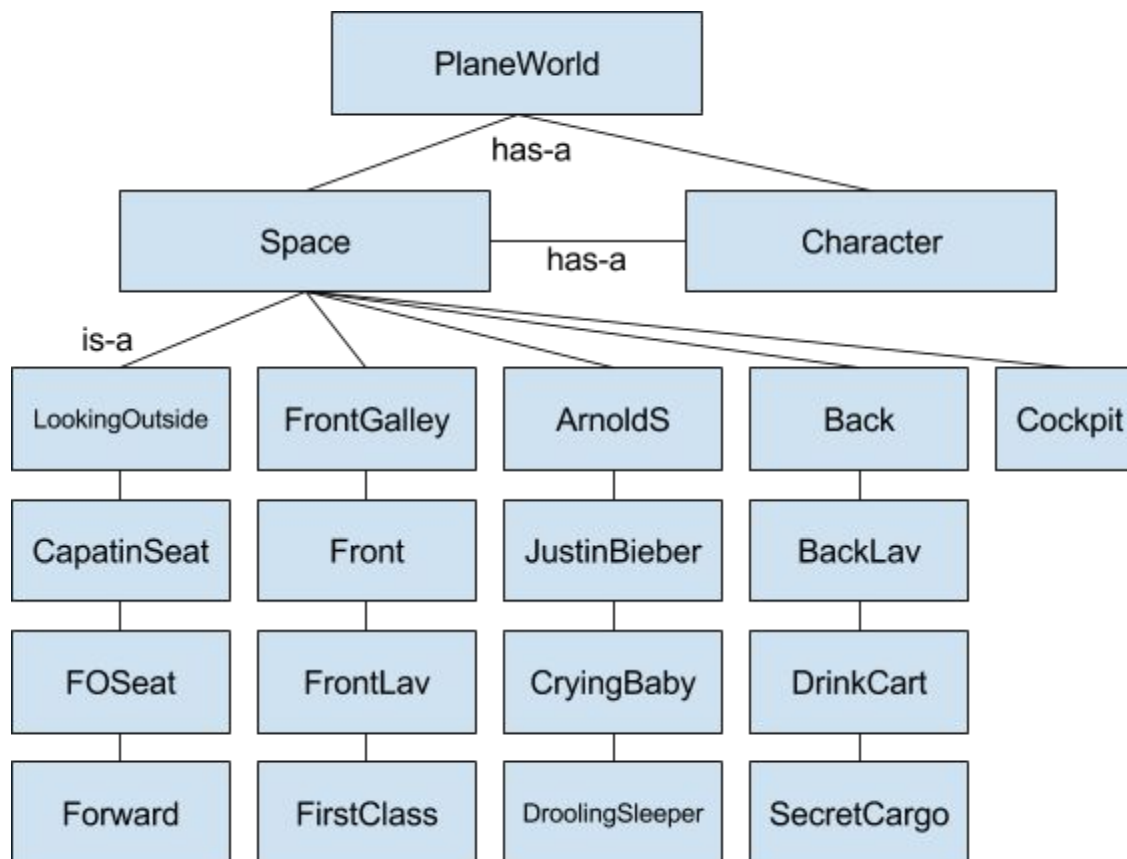 PlaneWorld
has-a
Space
Character
has-a
is-a
LookingOutside
FrontGalley
ArnoldS
Back
Cockpit
CapatinSeat
Front
JustinBieber
BackLav
FOSeat
FrontLav
CryingBaby
DrinkCart
Forward
FirstClass
DroolingSleeper
SecretCargo